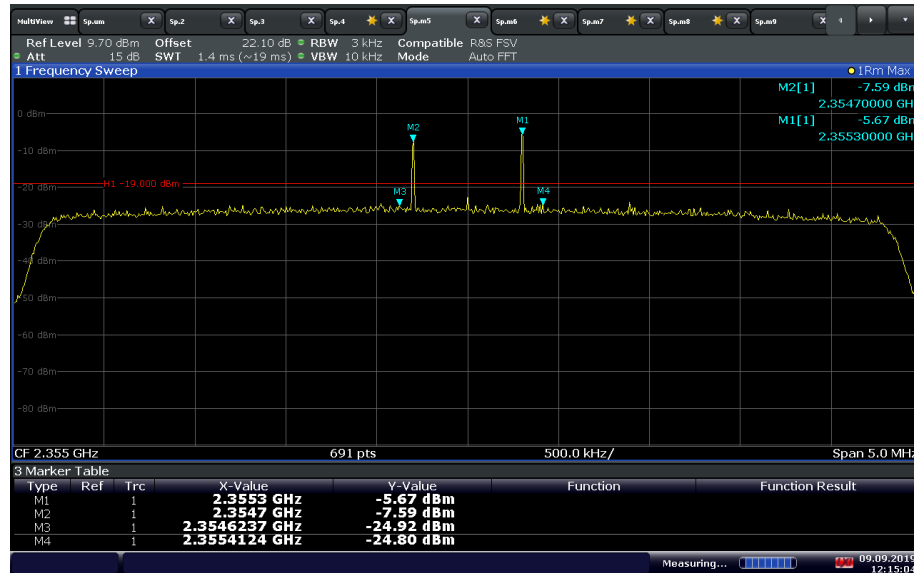 MultiView Sp.um X Sp.2 X Sp.3 X Sp.4 X Sp.m5 X Sp.m6 X Sp.m7 X Sp.m8 X Sp.m9 X
Ref Level 9.70 dBm Offset 22.10 dB RBW 3 kHz Compatible R&S FSV
Att 15 dB SWT 1.4 ms (~19 ms) VBW 10 kHz Mode Auto FFT
1 Frequency Sweep 1Rm Max
M2[1] -7.59 dBm
2.35470000 GH
M1[1] -5.67 dBm
2.35530000 GH
0 dBm
M2
M1
-10 dBm
H1 -19.000 dBm
-20 dBm
M3
M4
-30 dBm
-40 dBm
-50 dBm
-60 dBm
-70 dBm
-80 dBm
CF 2.355 GHz 691 pts 500.0 kHz/ Span 5.0 MHz
3 Marker Table
Type Ref Trc X-Value Y-Value Function Function Result
M1 1 2.3553 GHz -5.67 dBm
M2 1 2.3547 GHz -7.59 dBm
M3 1 2.3546237 GHz -24.92 dBm
M4 1 2.3554124 GHz -24.80 dBm
Measuring... 09.09.2019
12:15:04